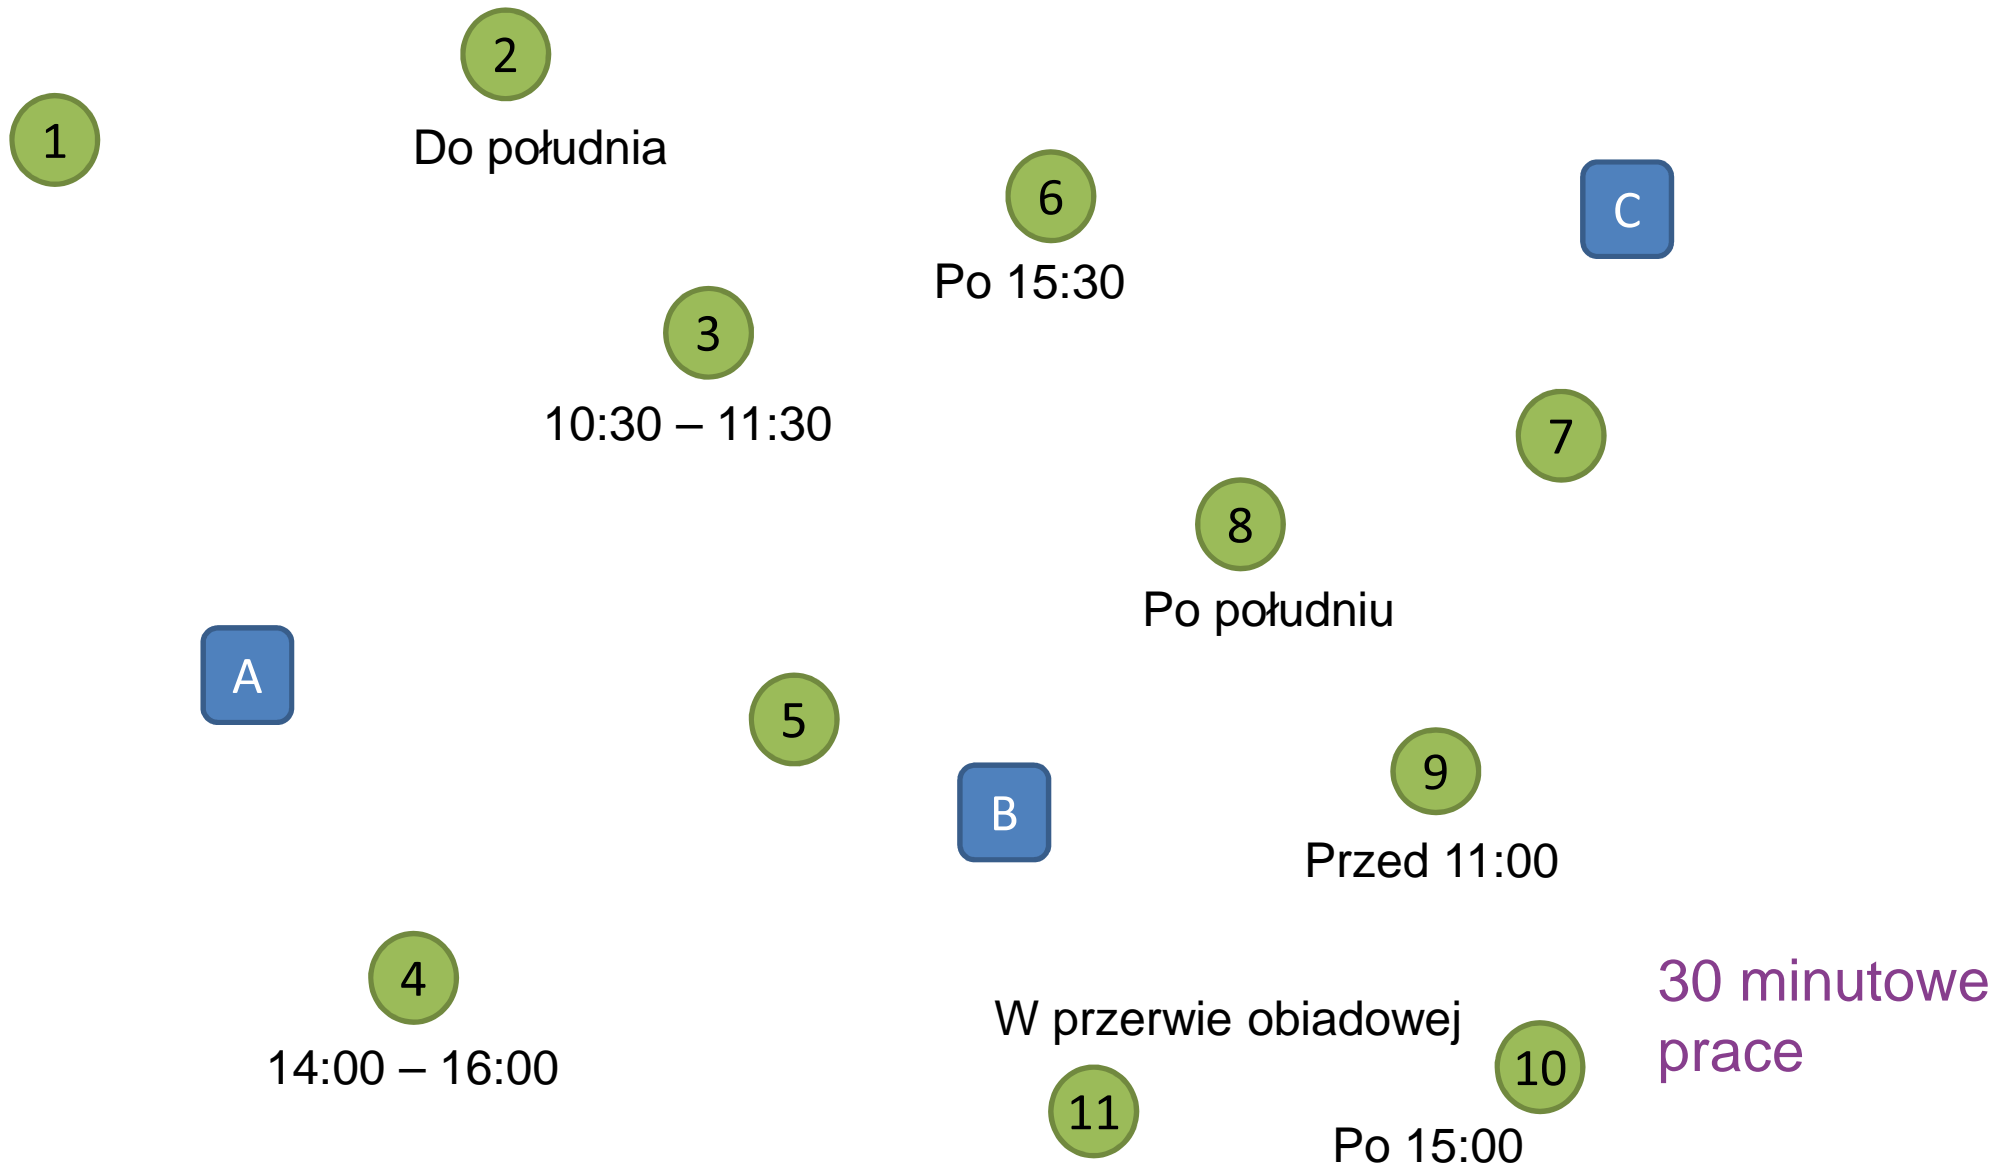 2
1
Do południa
6
C
Po 15:30
3
10:30 – 11:30
7
8
Po południu
A
5
9
B
Przed 11:00
4
30 minutowe
prace
W przerwie obiadowej
14:00 – 16:00
10
11
Po 15:00